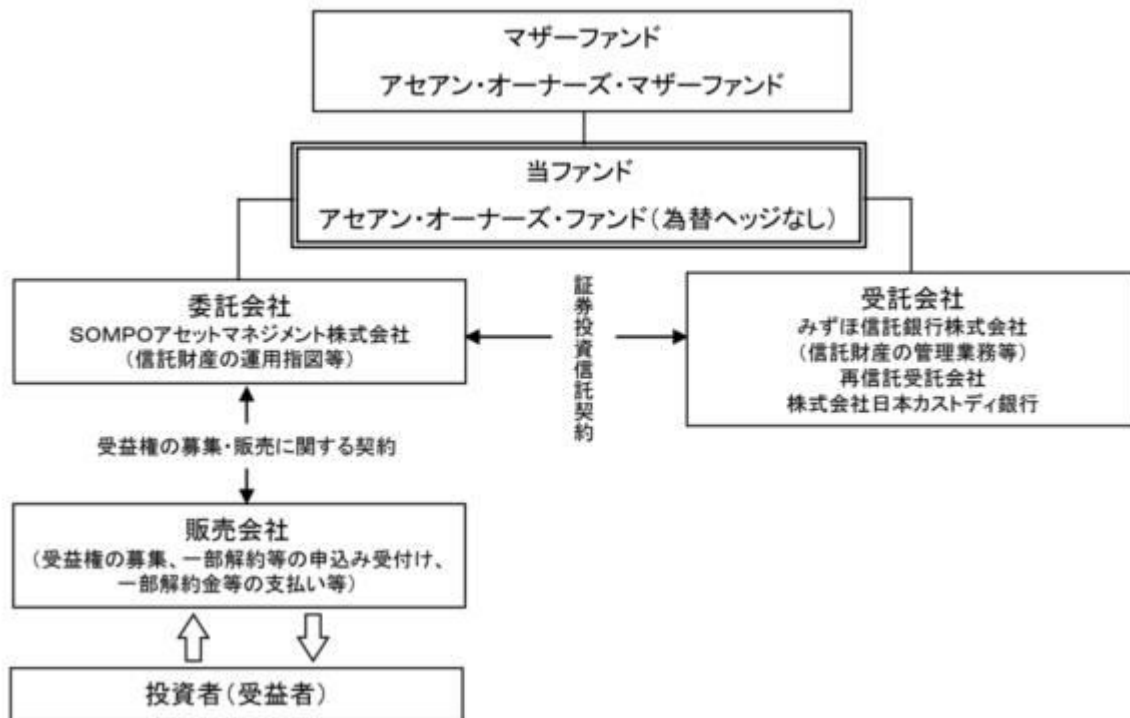 マザーファンド
アセアン・オーナーズ・マザーファンド
当ファンド
アセアン・オーナーズ・ファンド(為替ヘッジなし)
委託会社
SOMPOアセットマネジメント株式会社
(信託財産の運用指図等)
証券投資信託契約
受託会社
みずほ信託銀行株式会社
(信託財産の管理業務等)
再信託受託会社
株式会社日本カストディ銀行
受益権の募集・販売に関する契約
販売会社
(受益権の募集、一部解約等の申込み受付け、
一部解約金等の支払い等)
投資者(受益者)